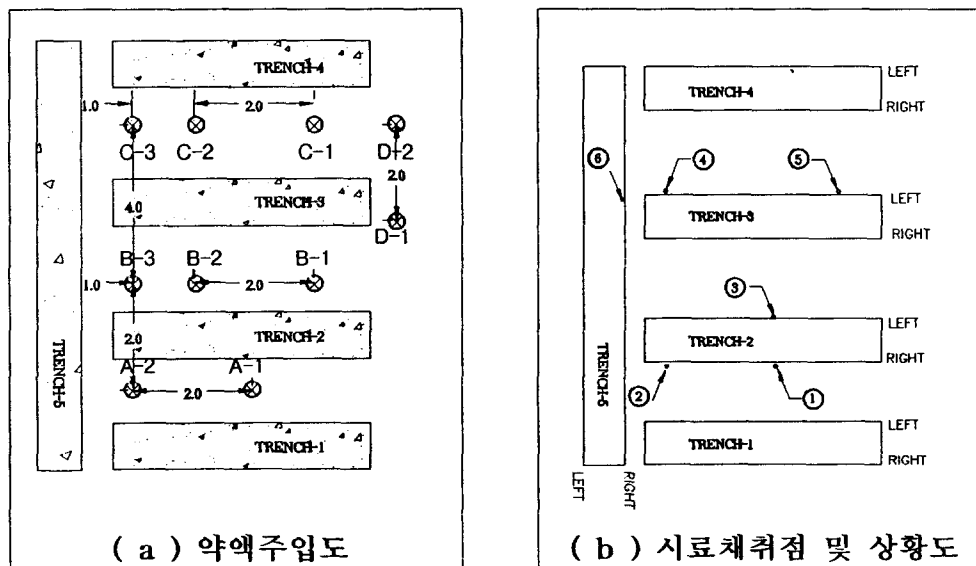 TRENCH-4
1.0
2.0
C-3 C-2 C-1 D-2
2.0
4.0
TRENCH-3
D-1
B-3 B-2 B-1
1.0
2.0
2.0
TRENCH-2
TRENCH-5
A-2 A-1
2.0
TRENCH-1
( a ) 약액주입도
LEFT
TRENCH-4
RIGHT
⑥ ④ ⑤
LEFT
TRENCH-3
RIGHT
③
LEFT
TRENCH-2
RIGHT
TRENCH-5
② ①
LEFT
TRENCH-1
RIGHT
LEFT
RIGHT
( b ) 시료채취점 및 상황도